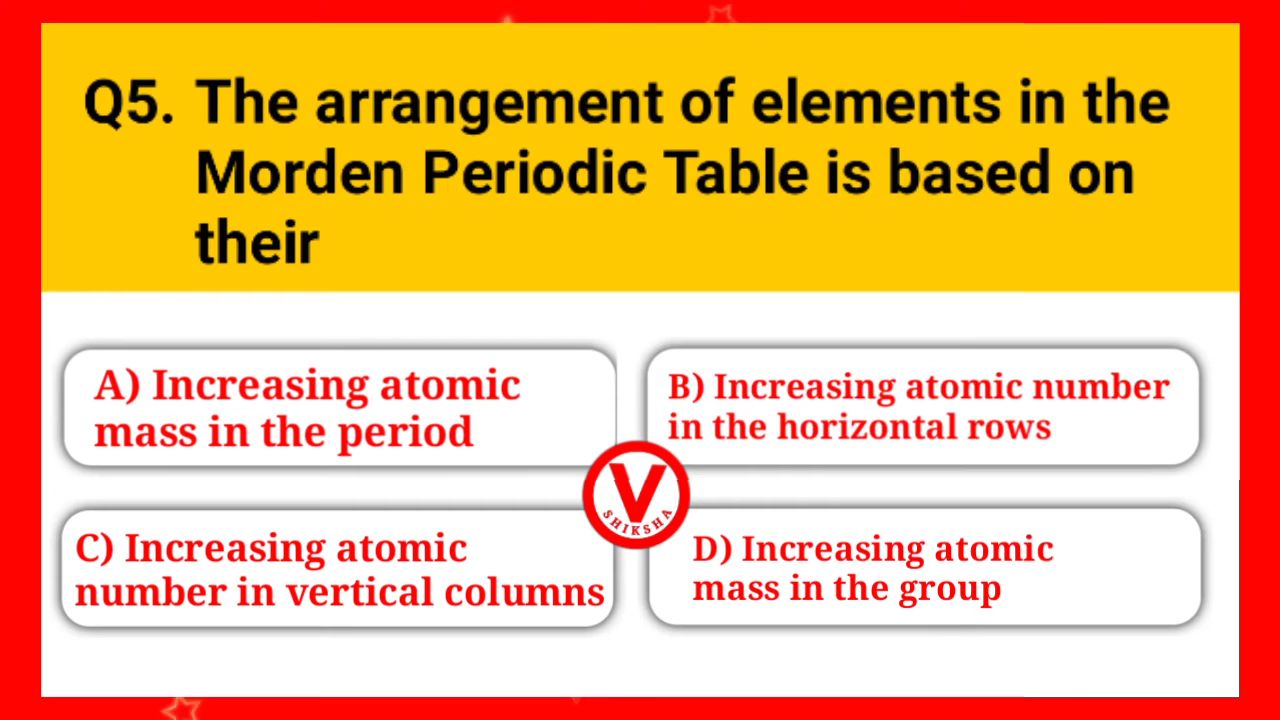 Q5. The arrangement of elements in the
Morden Periodic Table is based on
their
A) Increasing atomic
mass in the period
B) Increasing atomic number
in the horizontal rows
V
SHIKSHA
C) Increasing atomic
number in vertical columns
D) Increasing atomic
mass in the group